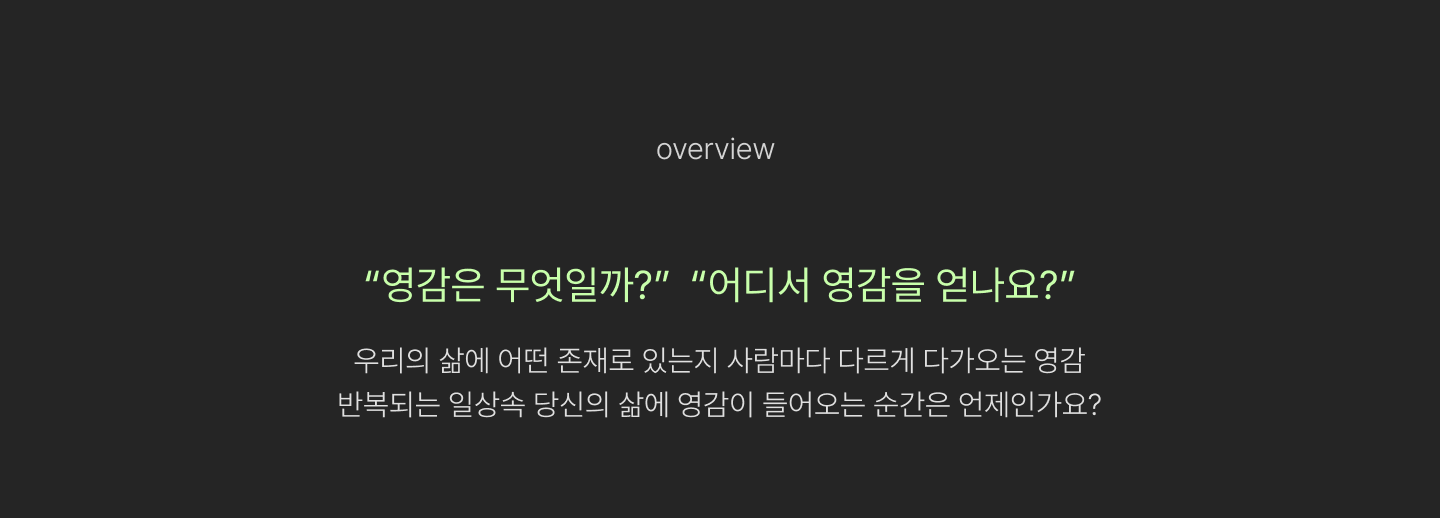 overview
“영감은 무엇일까?” “어디서 영감을 얻나요?”
우리의 삶에 어떤 존재로 있는지 사람마다 다르게 다가오는 영감
반복되는 일상속 당신의 삶에 영감이 들어오는 순간은 언제인가요?